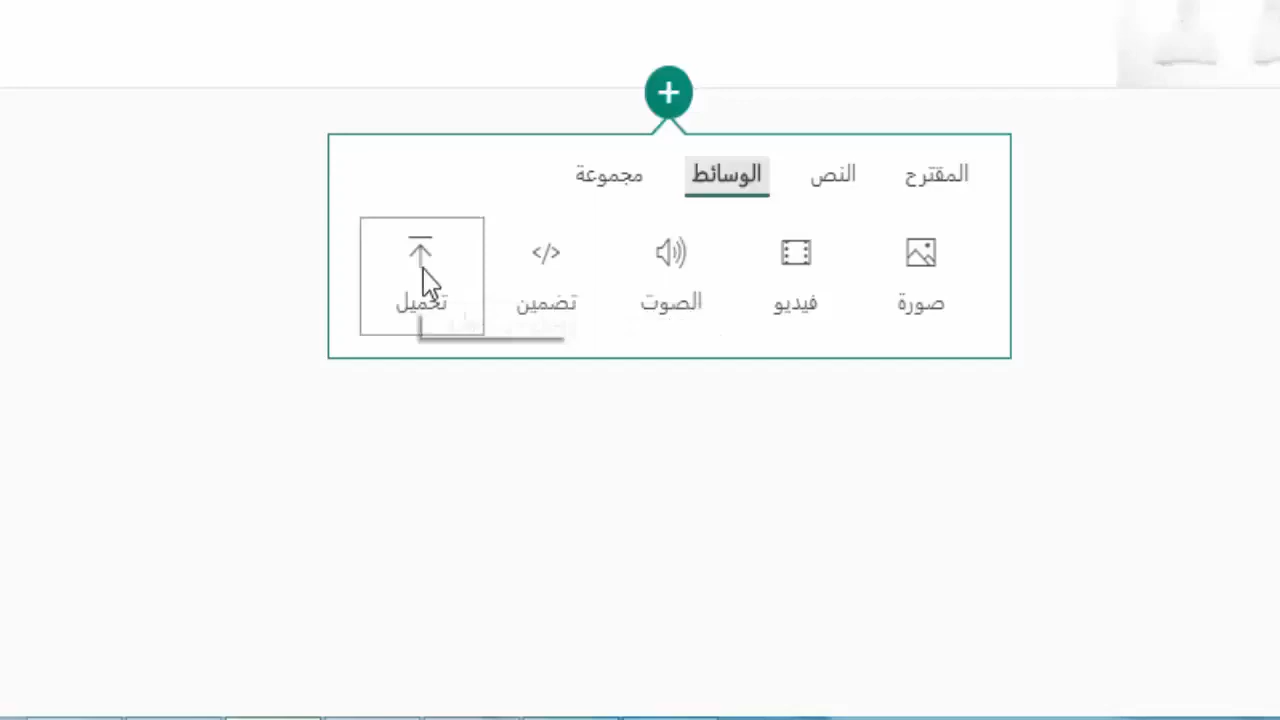 المقترح النص الوسائط مجموعة
صورة فيديو الصوت تضمين تحميل